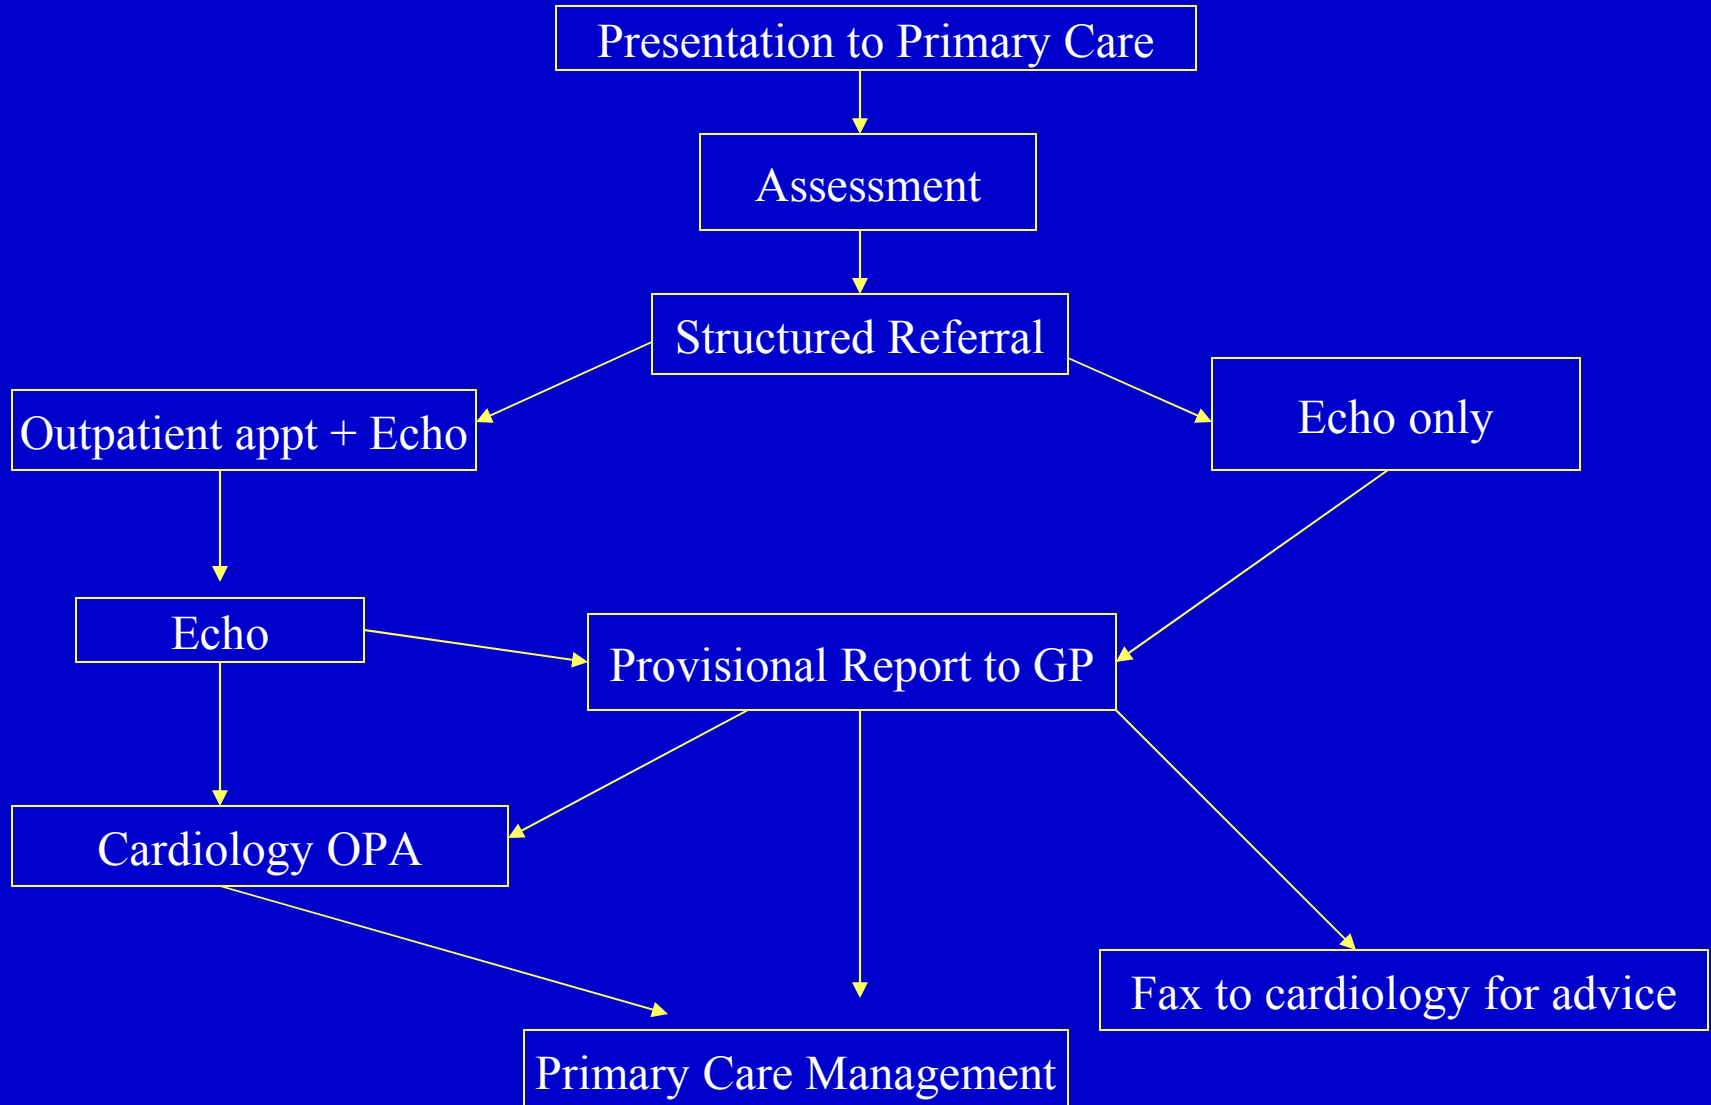 Presentation to Primary Care
Assessment
Structured Referral
Outpatient appt + Echo
Echo only
Echo
Provisional Report to GP
Cardiology OPA
Fax to cardiology for advice
Primary Care Management